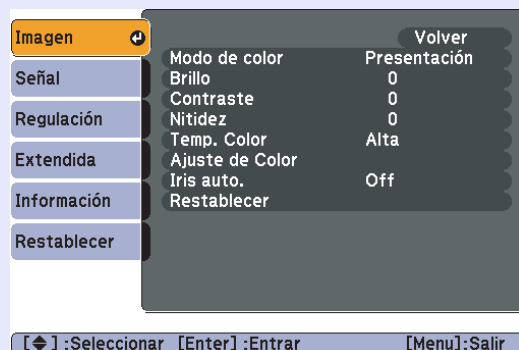 Imagen
Señal
Regulación
Extendida
Información
Restablecer
Volver
Modo de color Presentación
Brillo 0
Contraste 0
Nitidez 0
Temp. Color Alta
Ajuste de Color
Iris auto. Off
Restablecer
[◆] :Seleccionar [Enter] :Entrar [Menu]:Salir